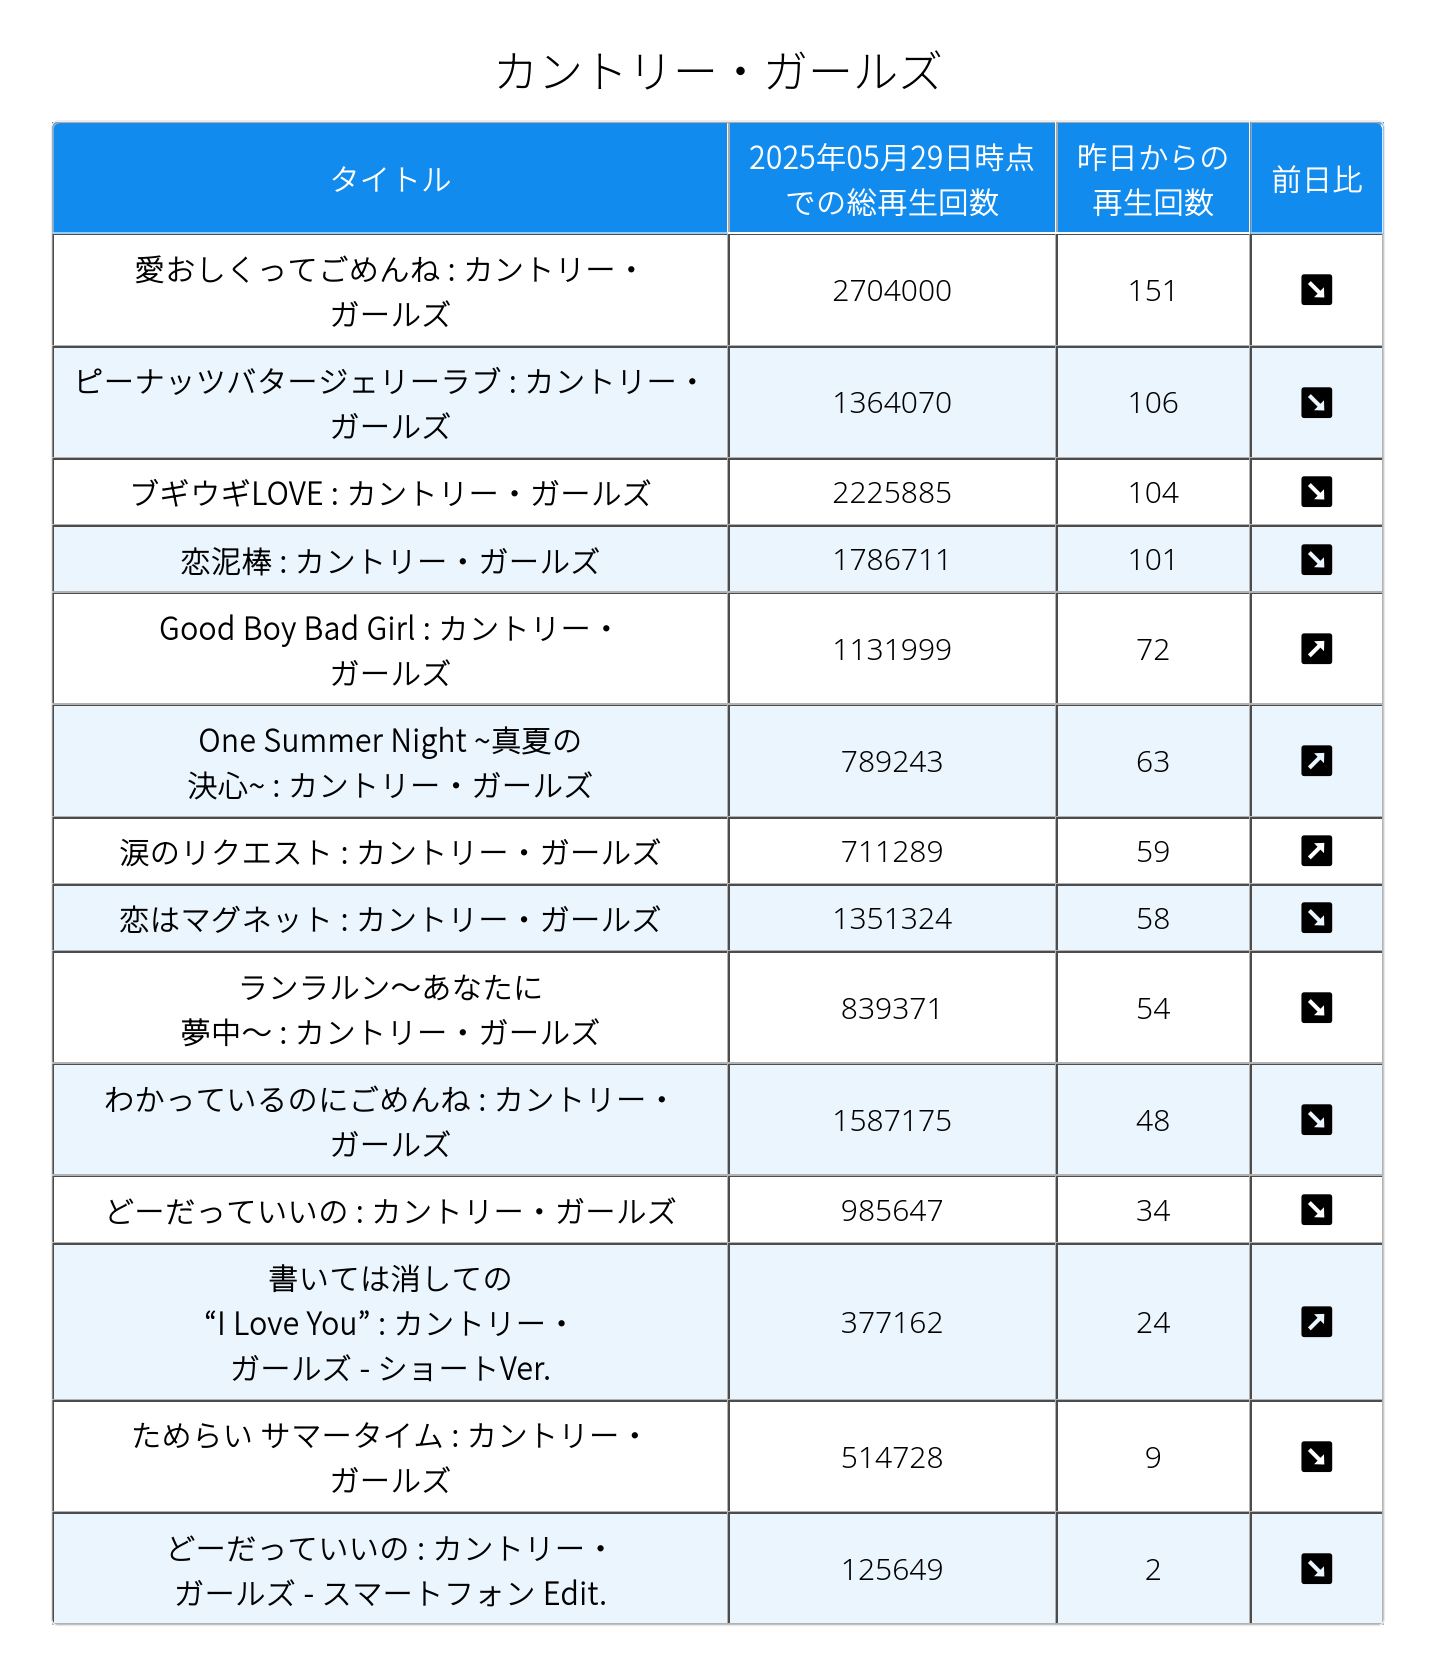 カントリー・ガールズ
タイトル
2025年05月29日時点
での総再生回数
昨日からの
再生回数
前日比
愛おしくってごめんね : カントリー・
ガールズ
2704000
151
ピーナッツバタージェリーラブ : カントリー・
ガールズ
1364070
106
ブギウギLOVE : カントリー・ガールズ
2225885
104
恋泥棒 : カントリー・ガールズ
1786711
101
Good Boy Bad Girl : カントリー・
ガールズ
1131999
72
One Summer Night ~真夏の
決心~ : カントリー・ガールズ
789243
63
涙のリクエスト : カントリー・ガールズ
711289
59
恋はマグネット : カントリー・ガールズ
1351324
58
ランラルン〜あなたに
夢中〜 : カントリー・ガールズ
839371
54
わかっているのにごめんね : カントリー・
ガールズ
1587175
48
どーだっていいの : カントリー・ガールズ
985647
34
書いては消しての
“I Love You” : カントリー・
ガールズ - ショートVer.
377162
24
ためらい サマータイム : カントリー・
ガールズ
514728
9
どーだっていいの : カントリー・
ガールズ - スマートフォン Edit.
125649
2